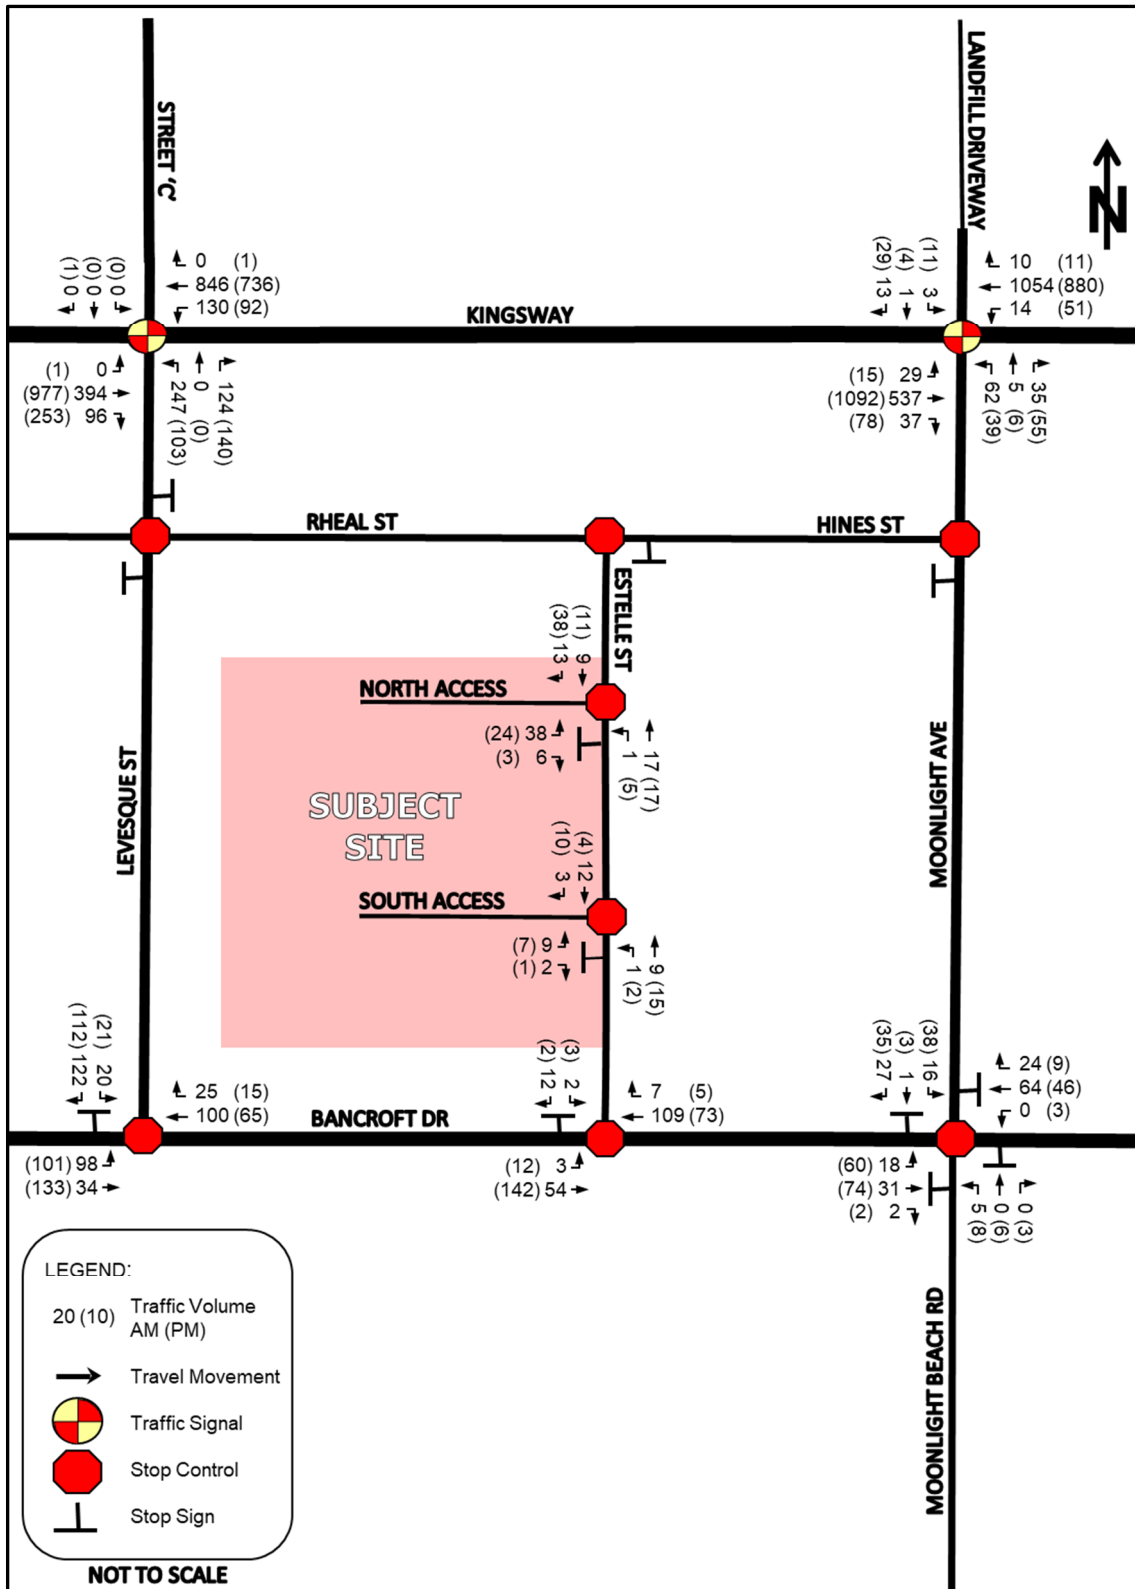 STREET 'C'
LANDFILL DRIVEWAY
N
(1) 0
(0) 0
(0) 0
0 (1)
846 (736)
130 (92)
(29) 13
(4) 1
(11) 3
10 (11)
1054 (880)
14 (51)
KINGSWAY
(1) 0
(977) 394
(253) 96
247 (103)
0 (0)
124 (140)
(15) 29
(1092) 537
(78) 37
62 (39)
5 (6)
35 (55)
RHEAL ST
HINES ST
ESTELLE ST
(38) 13
(11) 9
NORTH ACCESS
(24) 38
(3) 6
1 (5)
17 (17)
LEVESQUE ST
MOONLIGHT AVE
SUBJECT
SITE
(10) 3
(4) 12
SOUTH ACCESS
(7) 9
(1) 2
1 (2)
9 (15)
(112) 122
(21) 20
25 (15)
100 (65)
BANCROFT DR
(2) 12
(3) 2
7 (5)
109 (73)
(35) 27
(3) 1
(38) 16
24 (9)
64 (46)
0 (3)
(101) 98
(133) 34
(12) 3
(142) 54
(60) 18
(74) 31
(2) 2
5 (8)
0 (6)
0 (3)
MOONLIGHT BEACH RD
LEGEND:
20 (10) Traffic Volume
AM (PM)
Travel Movement
Traffic Signal
Stop Control
Stop Sign
NOT TO SCALE